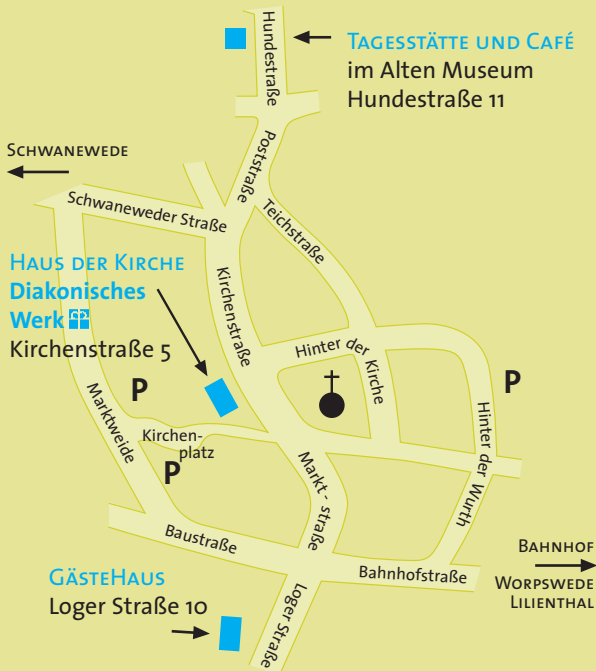 Hundestraße
TAGESSTÄTTE UND CAFÉ
im Alten Museum
Hundestraße 11
Poststraße
SCHWANEWEDE
Schwaneweder Straße
Teichstraße
HAUS DER KIRCHE
Diakonisches
Werk
Kirchenstraße 5
Kirchenstraße
Hinter der
Kirche
P
P
Marktweide
Kirchen-
platz
P
Markt-straße
Hinter der Wurth
Baustraße
Bahnhofstraße
BAHNHOF
WORPSWEDE
LILIENTHAL
GÄSTEHAUS
Loger Straße 10
Loger Straße